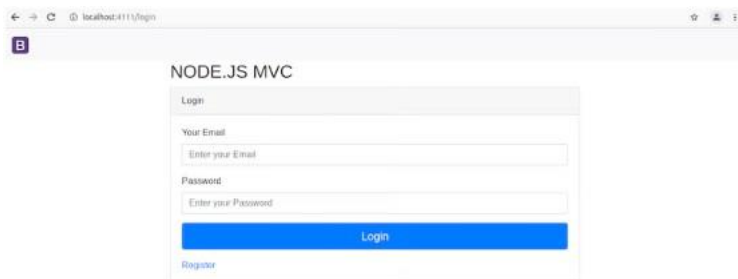 localhost:4111/login
B
NODE.JS MVC
Login
Your Email
Enter your Email
Password
Enter your Password
Login
Register